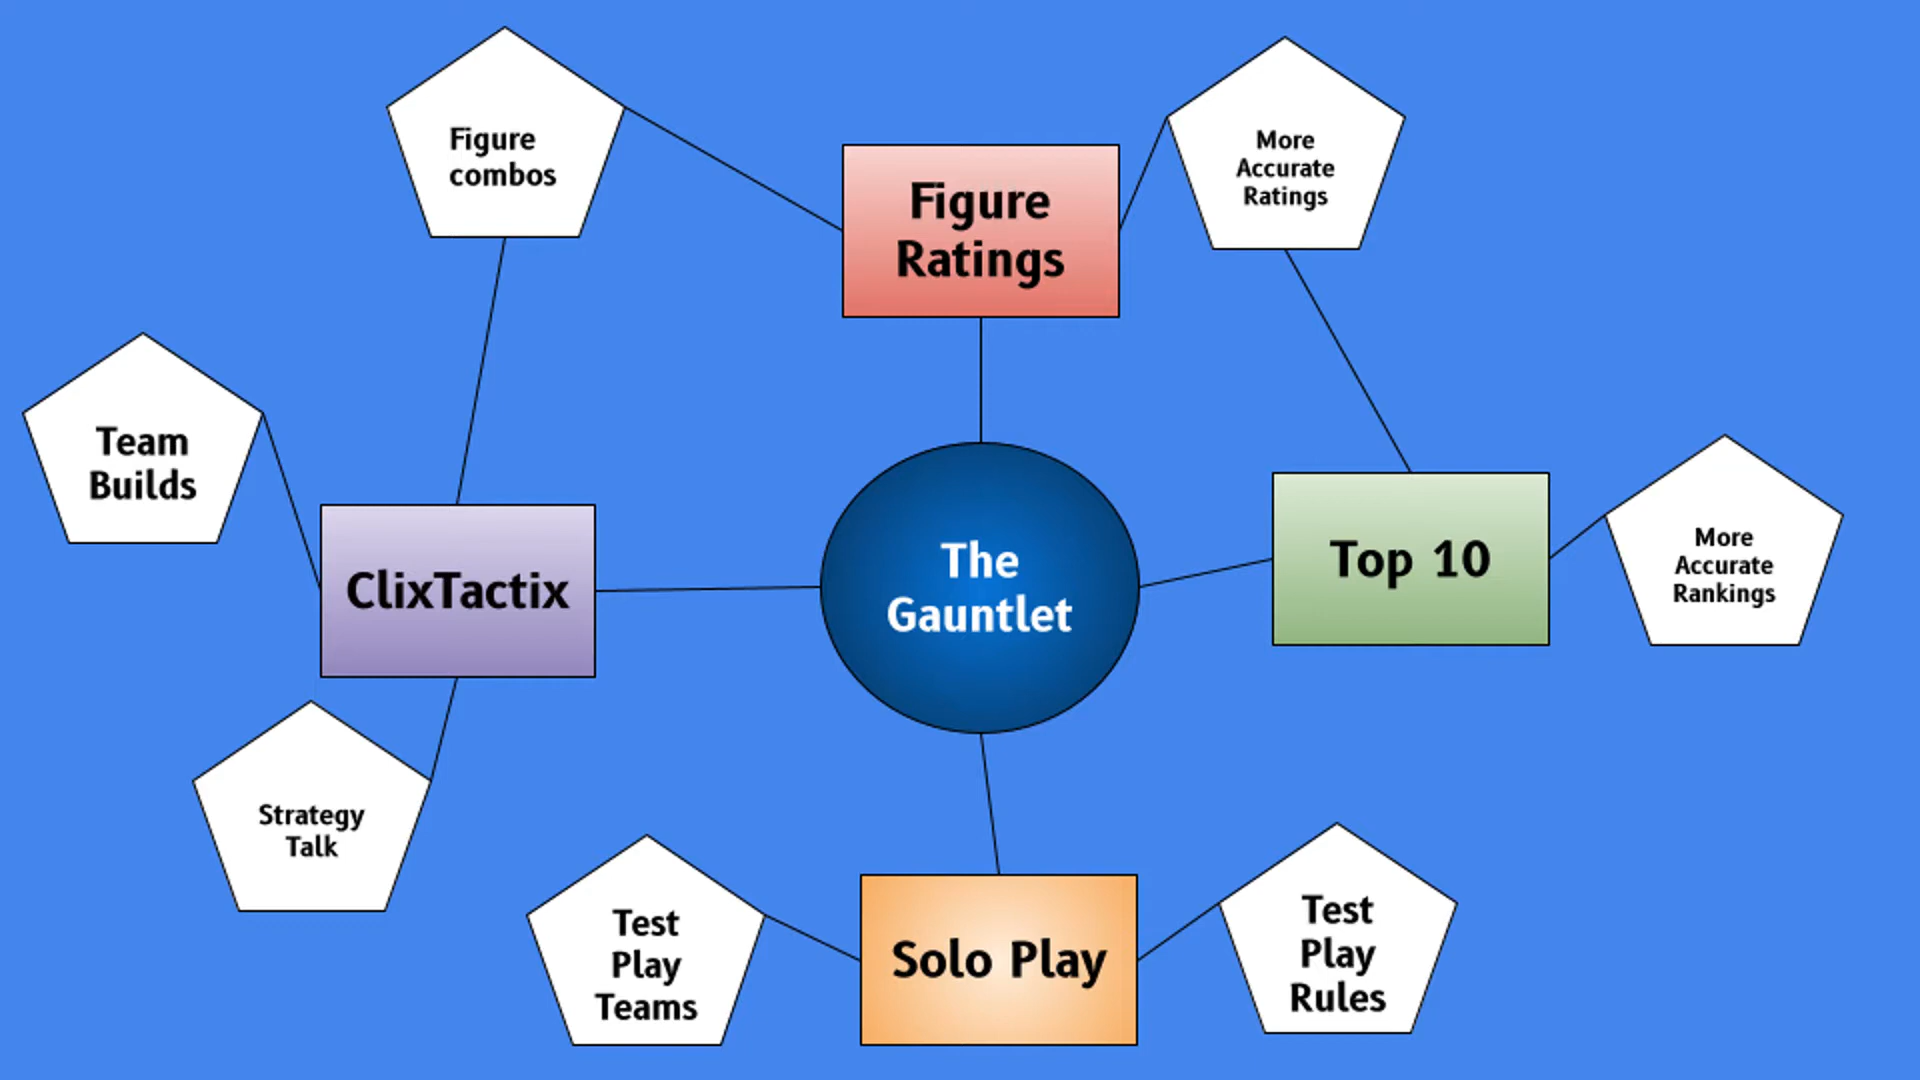 Figure
combos
More
Accurate
Ratings
Figure
Ratings
Team
Builds
ClixTactix
The
Gauntlet
Top 10
More
Accurate
Rankings
Strategy
Talk
Test
Play
Teams
Solo Play
Test
Play
Rules